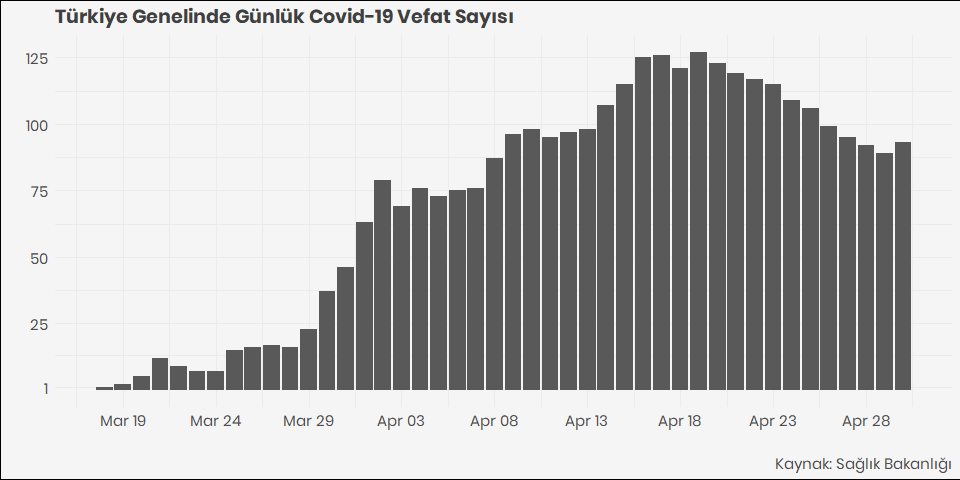 Türkiye Genelinde Günlük Covid-19 Vefat Sayısı
125
100
75
50
25
1
Mar 19 Mar 24 Mar 29 Apr 03 Apr 08 Apr 13 Apr 18 Apr 23 Apr 28
Kaynak: Sağlık Bakanlığı